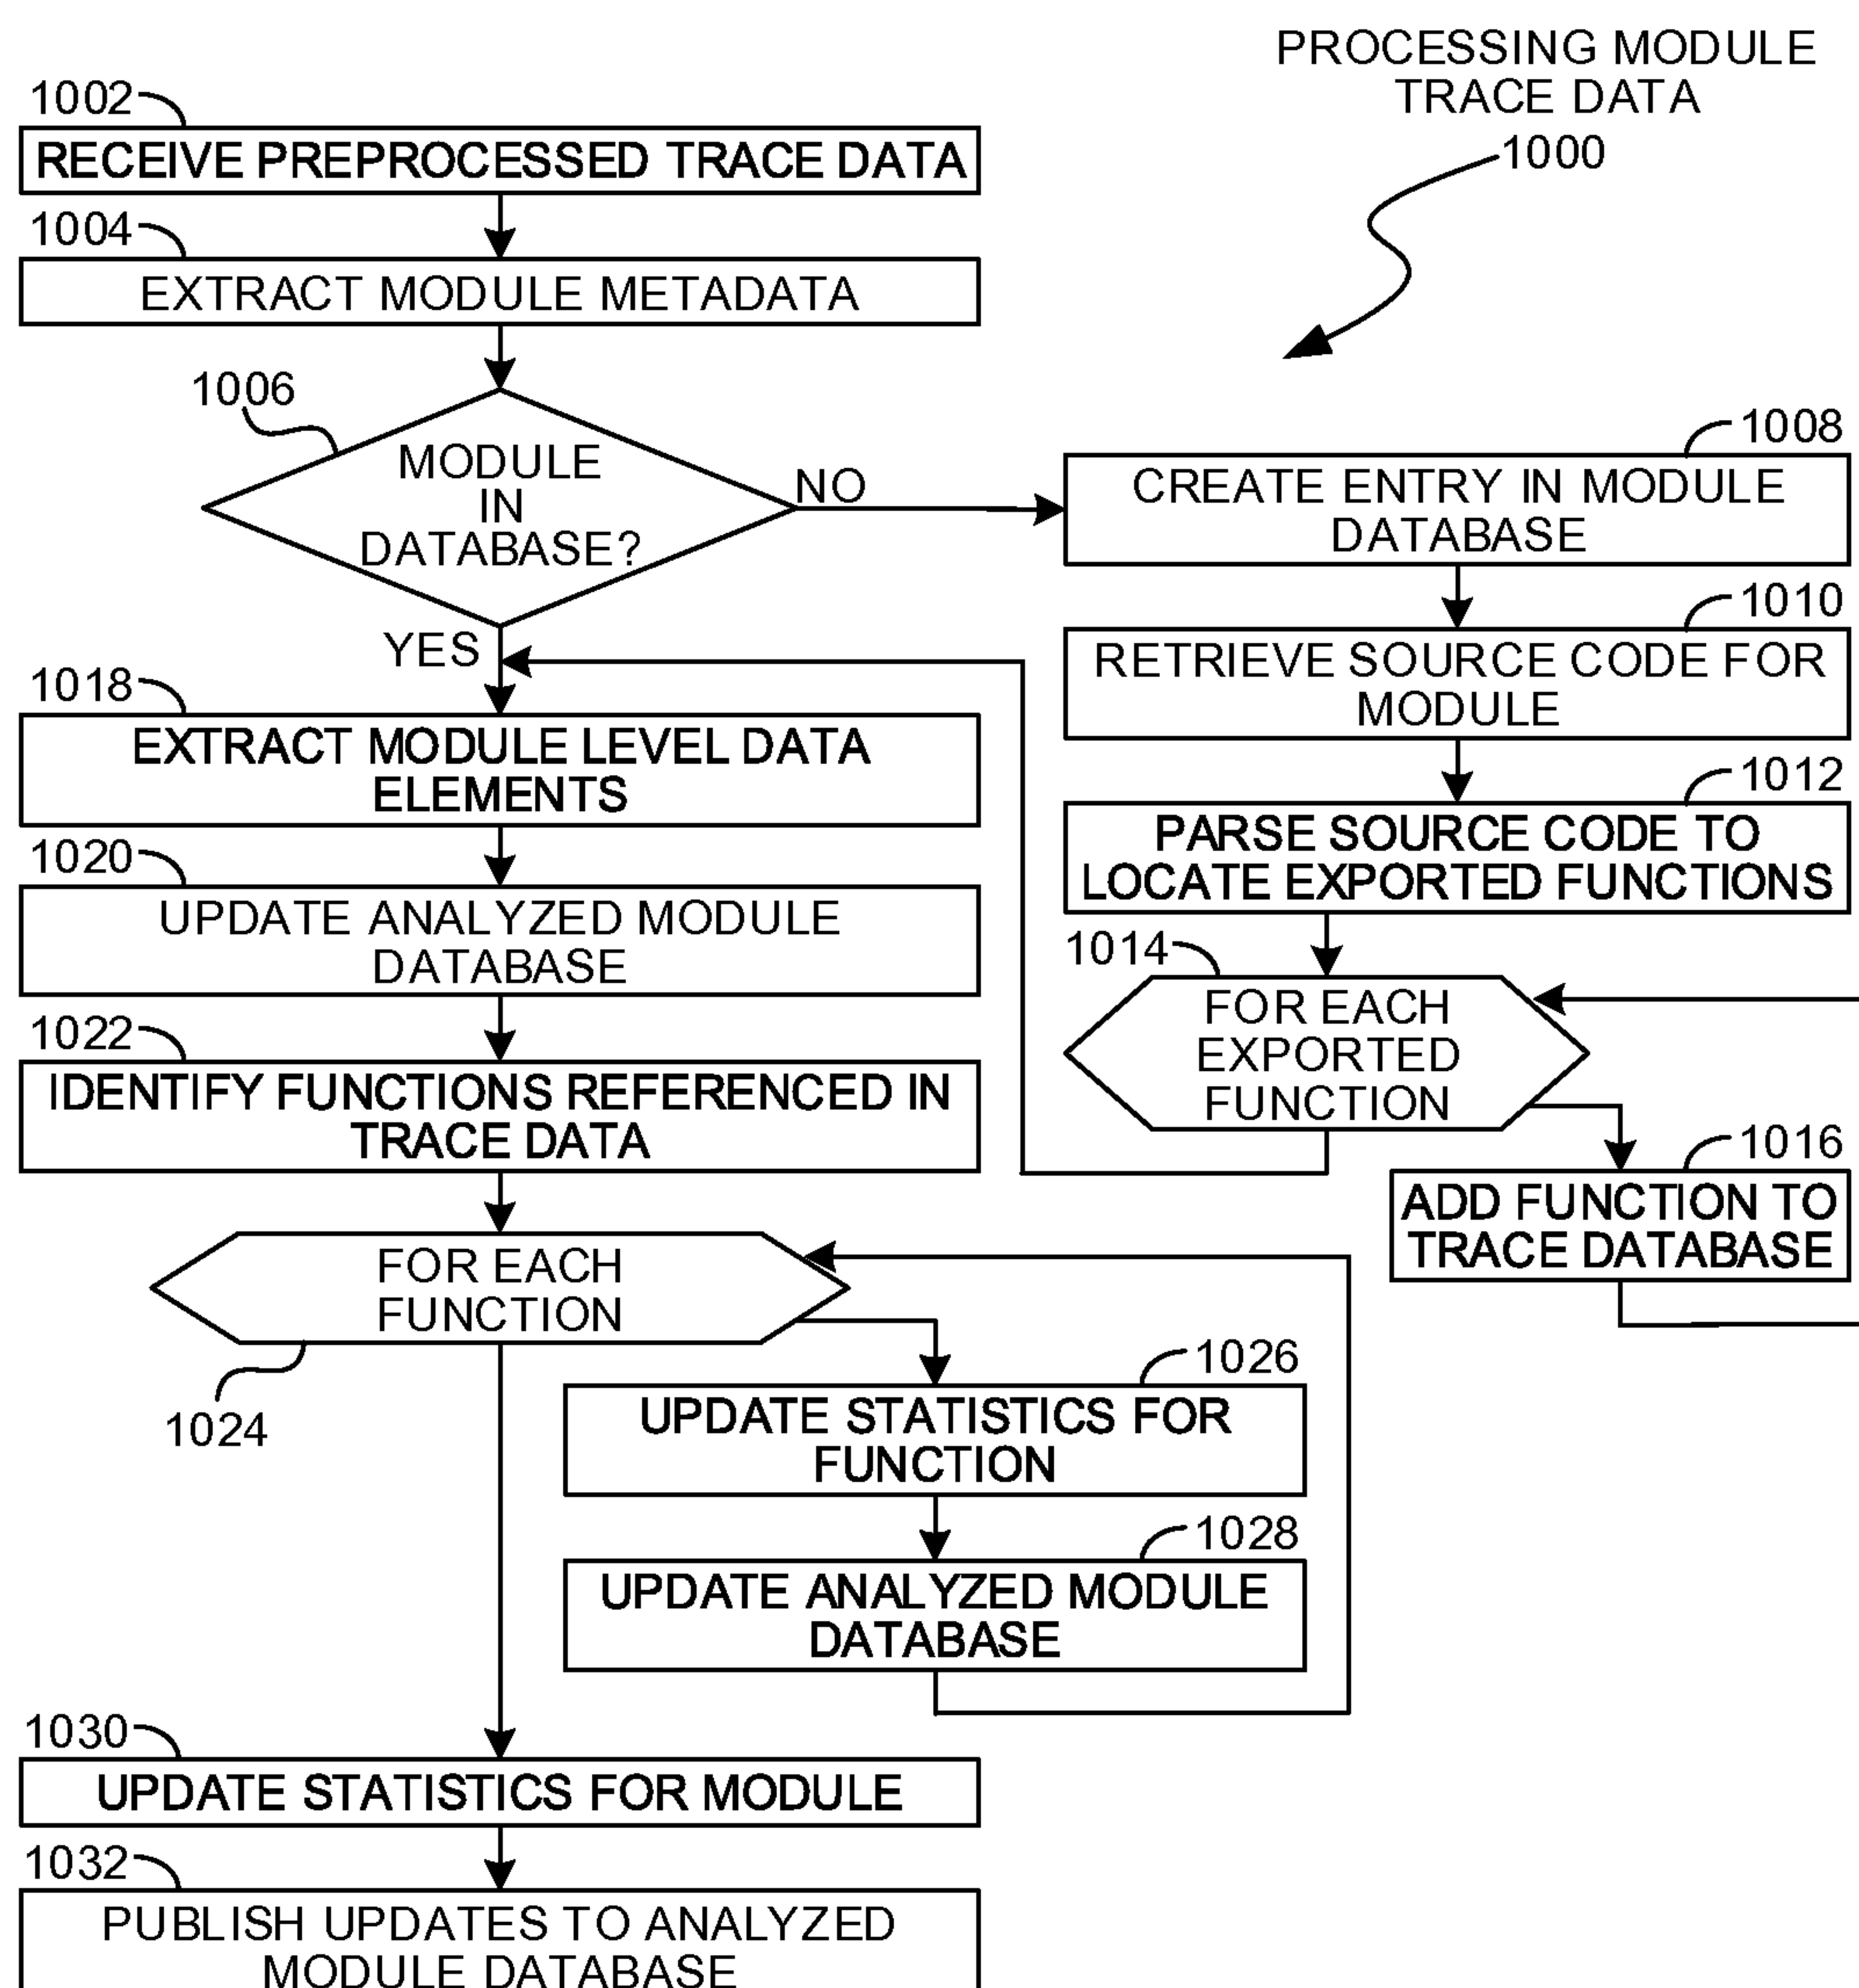 PROCESSING MODULE
TRACE DATA
1000
1002
RECEIVE PREPROCESSED TRACE DATA
1004
EXTRACT MODULE METADATA
1006
MODULE
IN
DATABASE?
NO
YES
1008
CREATE ENTRY IN MODULE
DATABASE
1010
RETRIEVE SOURCE CODE FOR
MODULE
1012
PARSE SOURCE CODE TO
LOCATE EXPORTED FUNCTIONS
1014
FOR EACH
EXPORTED
FUNCTION
1016
ADD FUNCTION TO
TRACE DATABASE
1018
EXTRACT MODULE LEVEL DATA
ELEMENTS
1020
UPDATE ANALYZED MODULE
DATABASE
1022
IDENTIFY FUNCTIONS REFERENCED IN
TRACE DATA
FOR EACH
FUNCTION
1024
1026
UPDATE STATISTICS FOR
FUNCTION
1028
UPDATE ANALYZED MODULE
DATABASE
1030
UPDATE STATISTICS FOR MODULE
1032
PUBLISH UPDATES TO ANALYZED
MODULE DATABASE